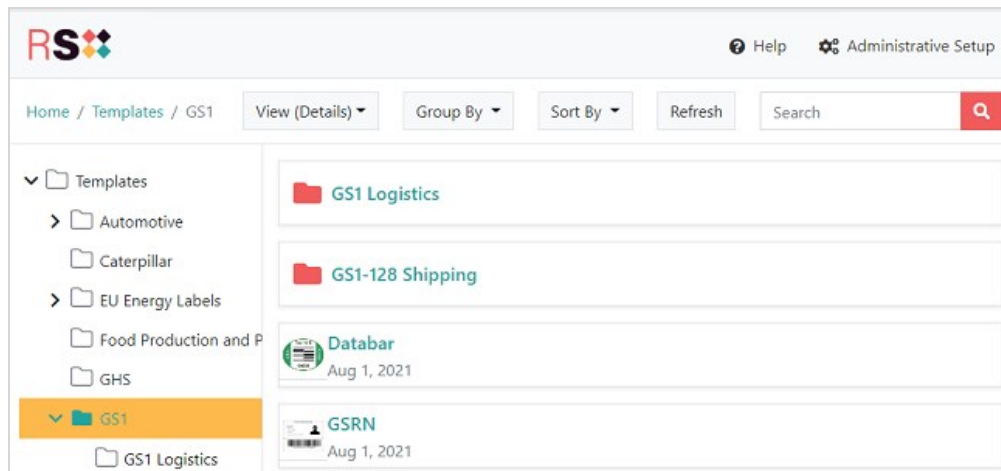 RS
Help Administrative Setup
Home / Templates / GS1 View (Details) Group By Sort By Refresh Search
Templates
Automotive
Caterpillar
EU Energy Labels
Food Production and P
GHS
GS1
GS1 Logistics
GS1 Logistics
GS1-128 Shipping
Databar
Aug 1, 2021
GSRN
Aug 1, 2021